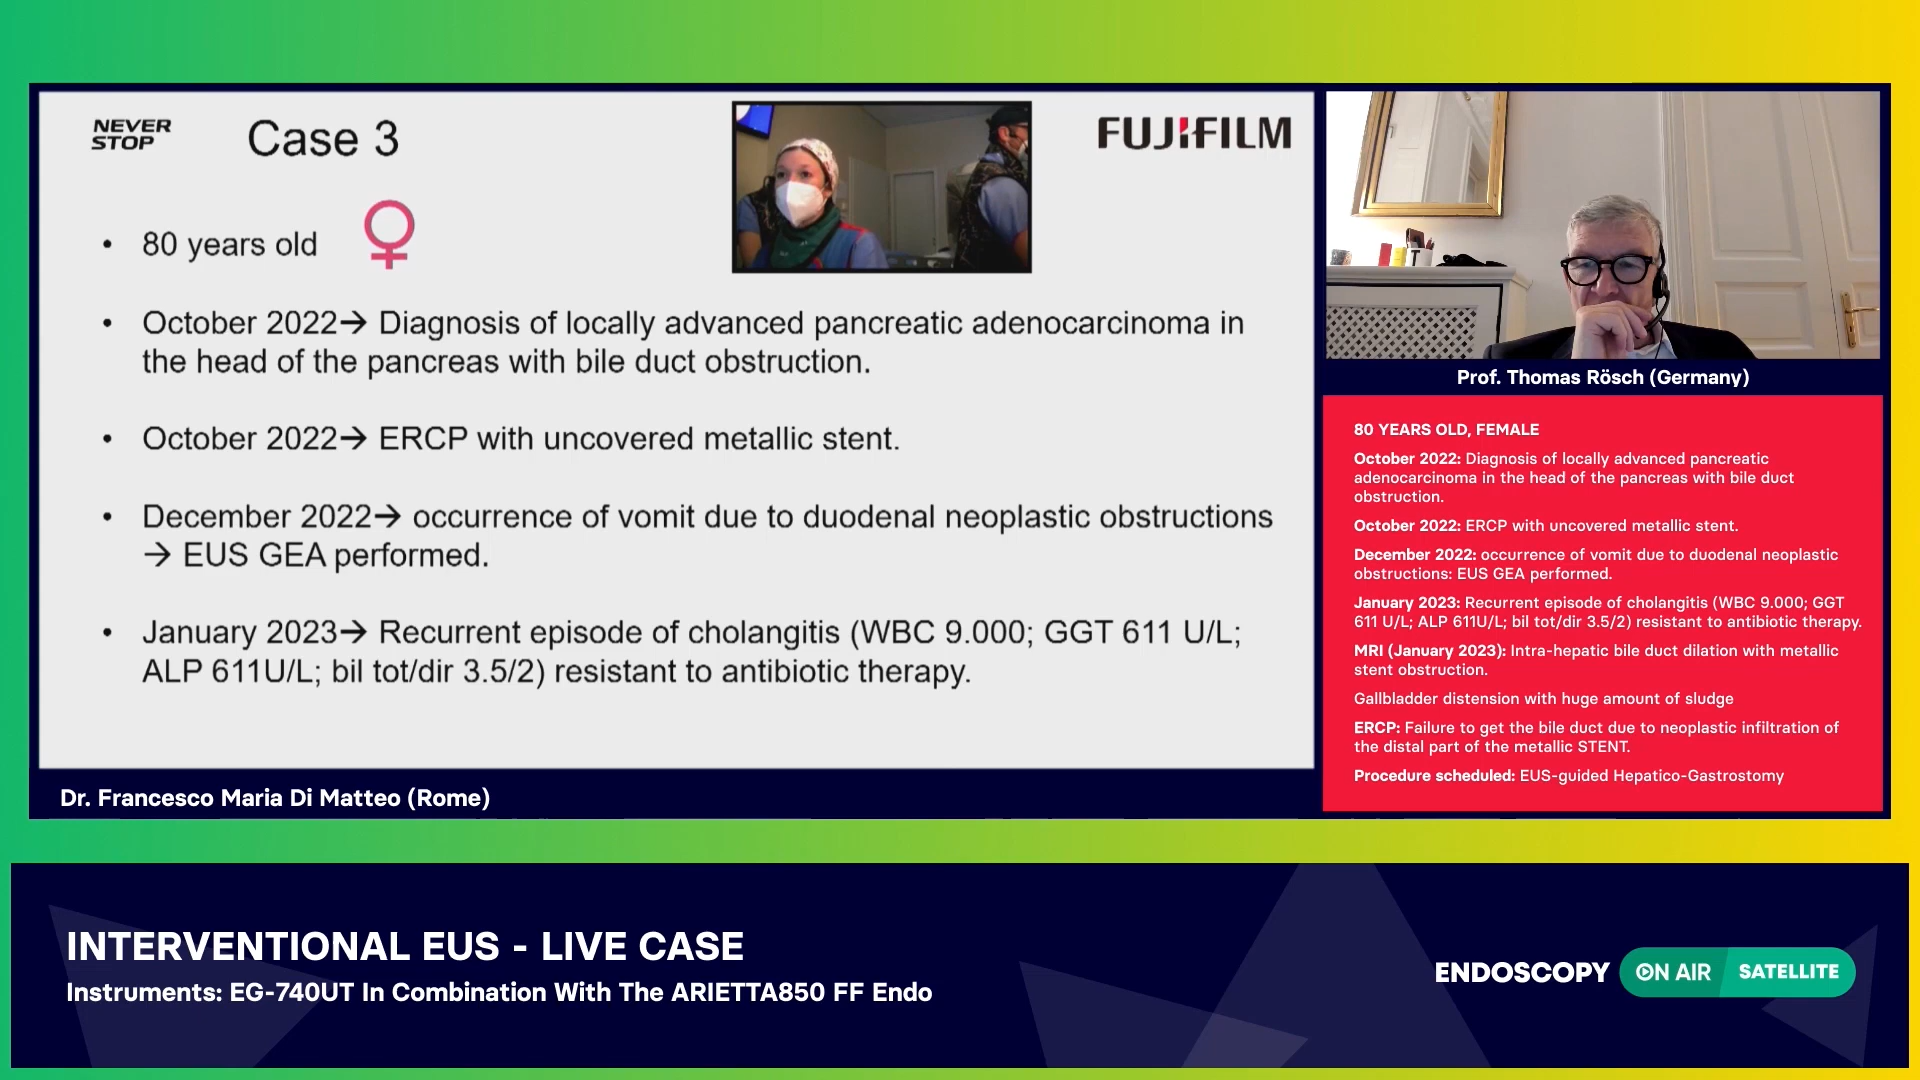 NEVER
STOP
Case 3
FUJIFILM
• 80 years old
• October 2022→ Diagnosis of locally advanced pancreatic adenocarcinoma in
the head of the pancreas with bile duct obstruction.
• October 2022→ ERCP with uncovered metallic stent.
• December 2022→ occurrence of vomit due to duodenal neoplastic obstructions
→ EUS GEA performed.
• January 2023→ Recurrent episode of cholangitis (WBC 9.000; GGT 611 U/L;
ALP 611U/L; bil tot/dir 3.5/2) resistant to antibiotic therapy.
Dr. Francesco Maria Di Matteo (Rome)
Prof. Thomas Rösch (Germany)
80 YEARS OLD, FEMALE
October 2022: Diagnosis of locally advanced pancreatic
adenocarcinoma in the head of the pancreas with bile duct
obstruction.
October 2022: ERCP with uncovered metallic stent.
December 2022: occurrence of vomit due to duodenal neoplastic
obstructions: EUS GEA performed.
January 2023: Recurrent episode of cholangitis (WBC 9.000; GGT
611 U/L; ALP 611U/L; bil tot/dir 3.5/2) resistant to antibiotic therapy.
MRI (January 2023): Intra-hepatic bile duct dilation with metallic
stent obstruction.
Gallbladder distension with huge amount of sludge
ERCP: Failure to get the bile duct due to neoplastic infiltration of
the distal part of the metallic STENT.
Procedure scheduled: EUS-guided Hepatico-Gastrostomy
INTERVENTIONAL EUS - LIVE CASE
Instruments: EG-740UT In Combination With The ARIETTA850 FF Endo
ENDOSCOPY ON AIR SATELLITE